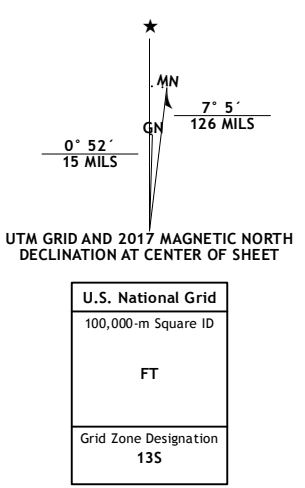 MN
GN
7° 5´
126 MILS
0° 52´
15 MILS
UTM GRID AND 2017 MAGNETIC NORTH
DECLINATION AT CENTER OF SHEET
U.S. National Grid
100,000-m Square ID
FT
Grid Zone Designation
13S